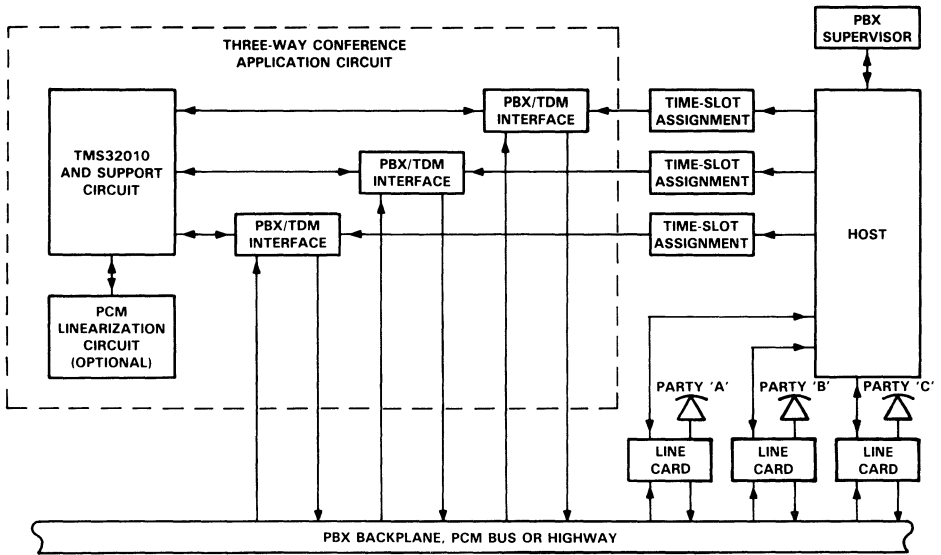 THREE-WAY CONFERENCE
APPLICATION CIRCUIT
PBX
SUPERVISOR
TMS32010
AND SUPPORT
CIRCUIT
PBX/TDM
INTERFACE
TIME-SLOT
ASSIGNMENT
PBX/TDM
INTERFACE
TIME-SLOT
ASSIGNMENT
PBX/TDM
INTERFACE
TIME-SLOT
ASSIGNMENT
HOST
PCM
LINEARIZATION
CIRCUIT
(OPTIONAL)
PARTY 'A'
PARTY 'B'
PARTY 'C'
LINE
CARD
LINE
CARD
LINE
CARD
PBX BACKPLANE, PCM BUS OR HIGHWAY